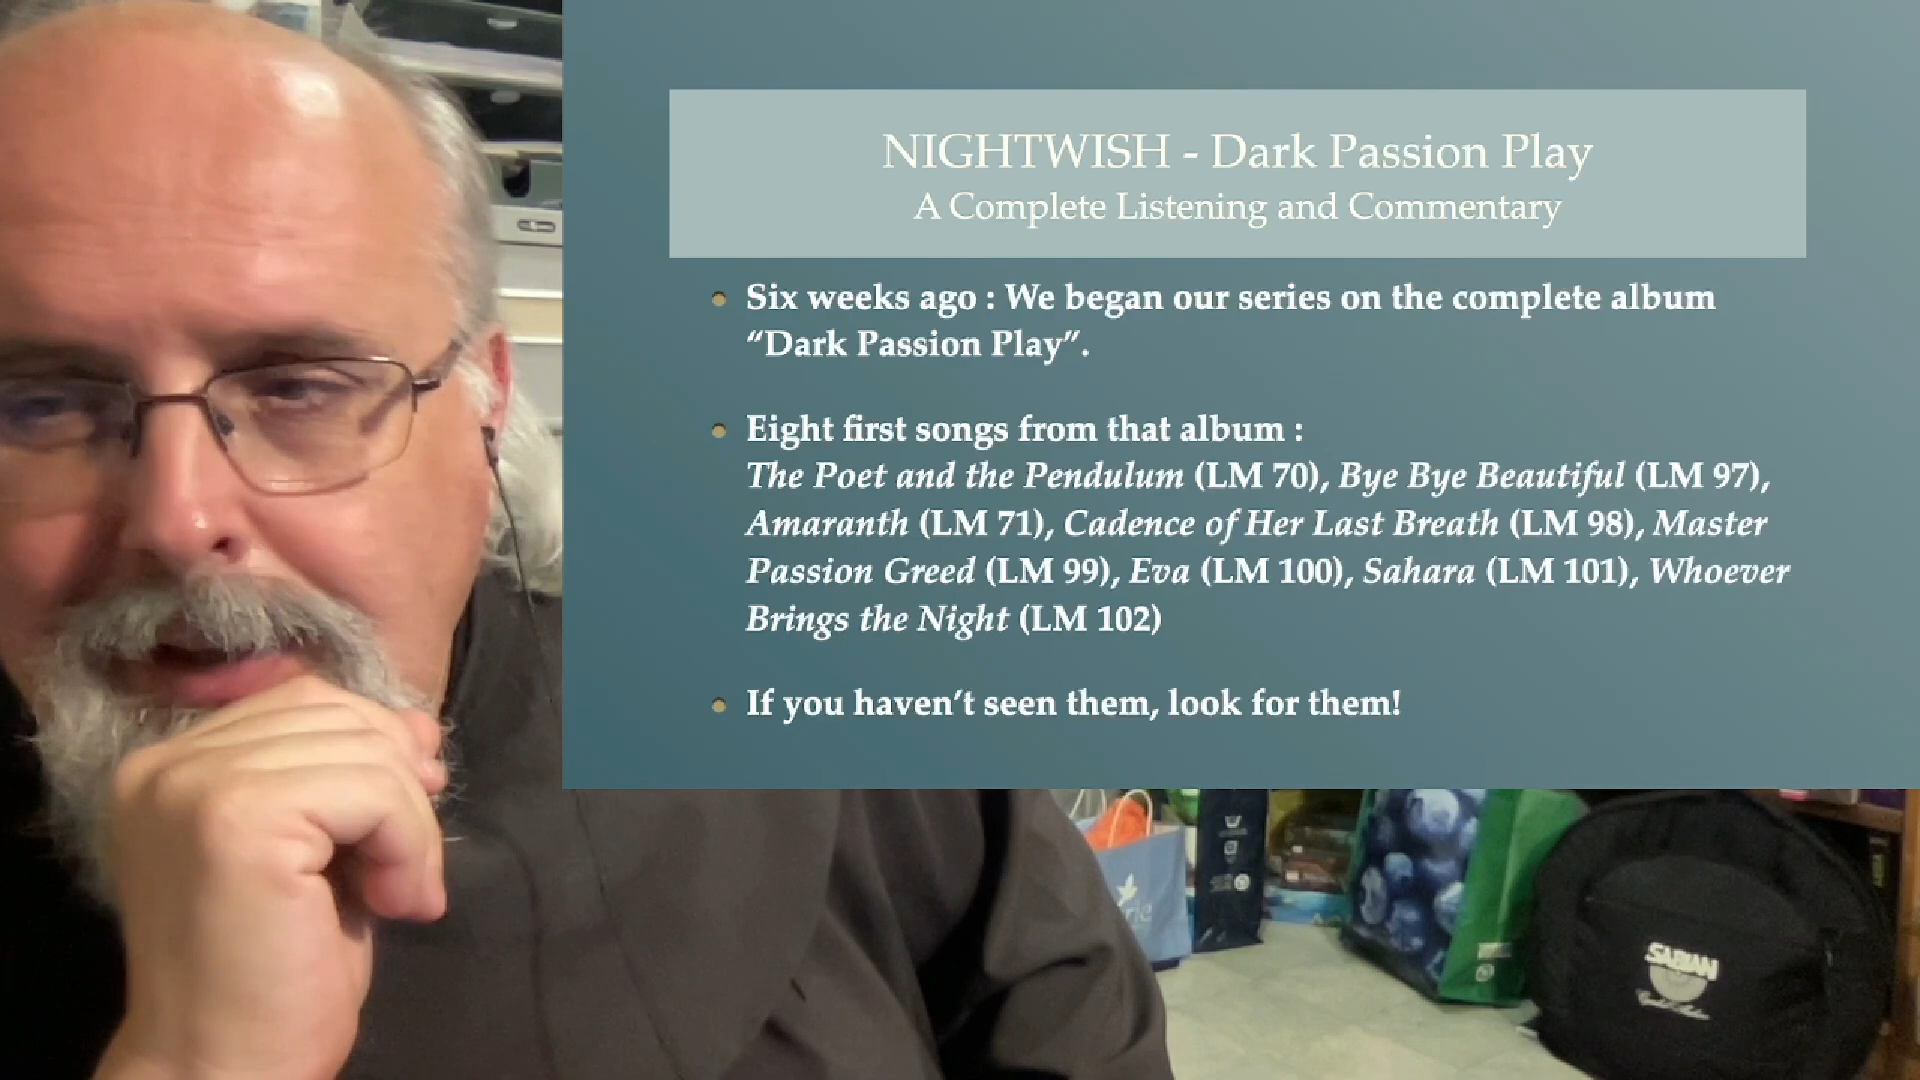 NIGHTWISH - Dark Passion Play
A Complete Listening and Commentary
• Six weeks ago : We began our series on the complete album
“Dark Passion Play”.
• Eight first songs from that album :
The Poet and the Pendulum (LM 70), Bye Bye Beautiful (LM 97),
Amaranth (LM 71), Cadence of Her Last Breath (LM 98), Master
Passion Greed (LM 99), Eva (LM 100), Sahara (LM 101), Whoever
Brings the Night (LM 102)
• If you haven’t seen them, look for them!
SABIAN